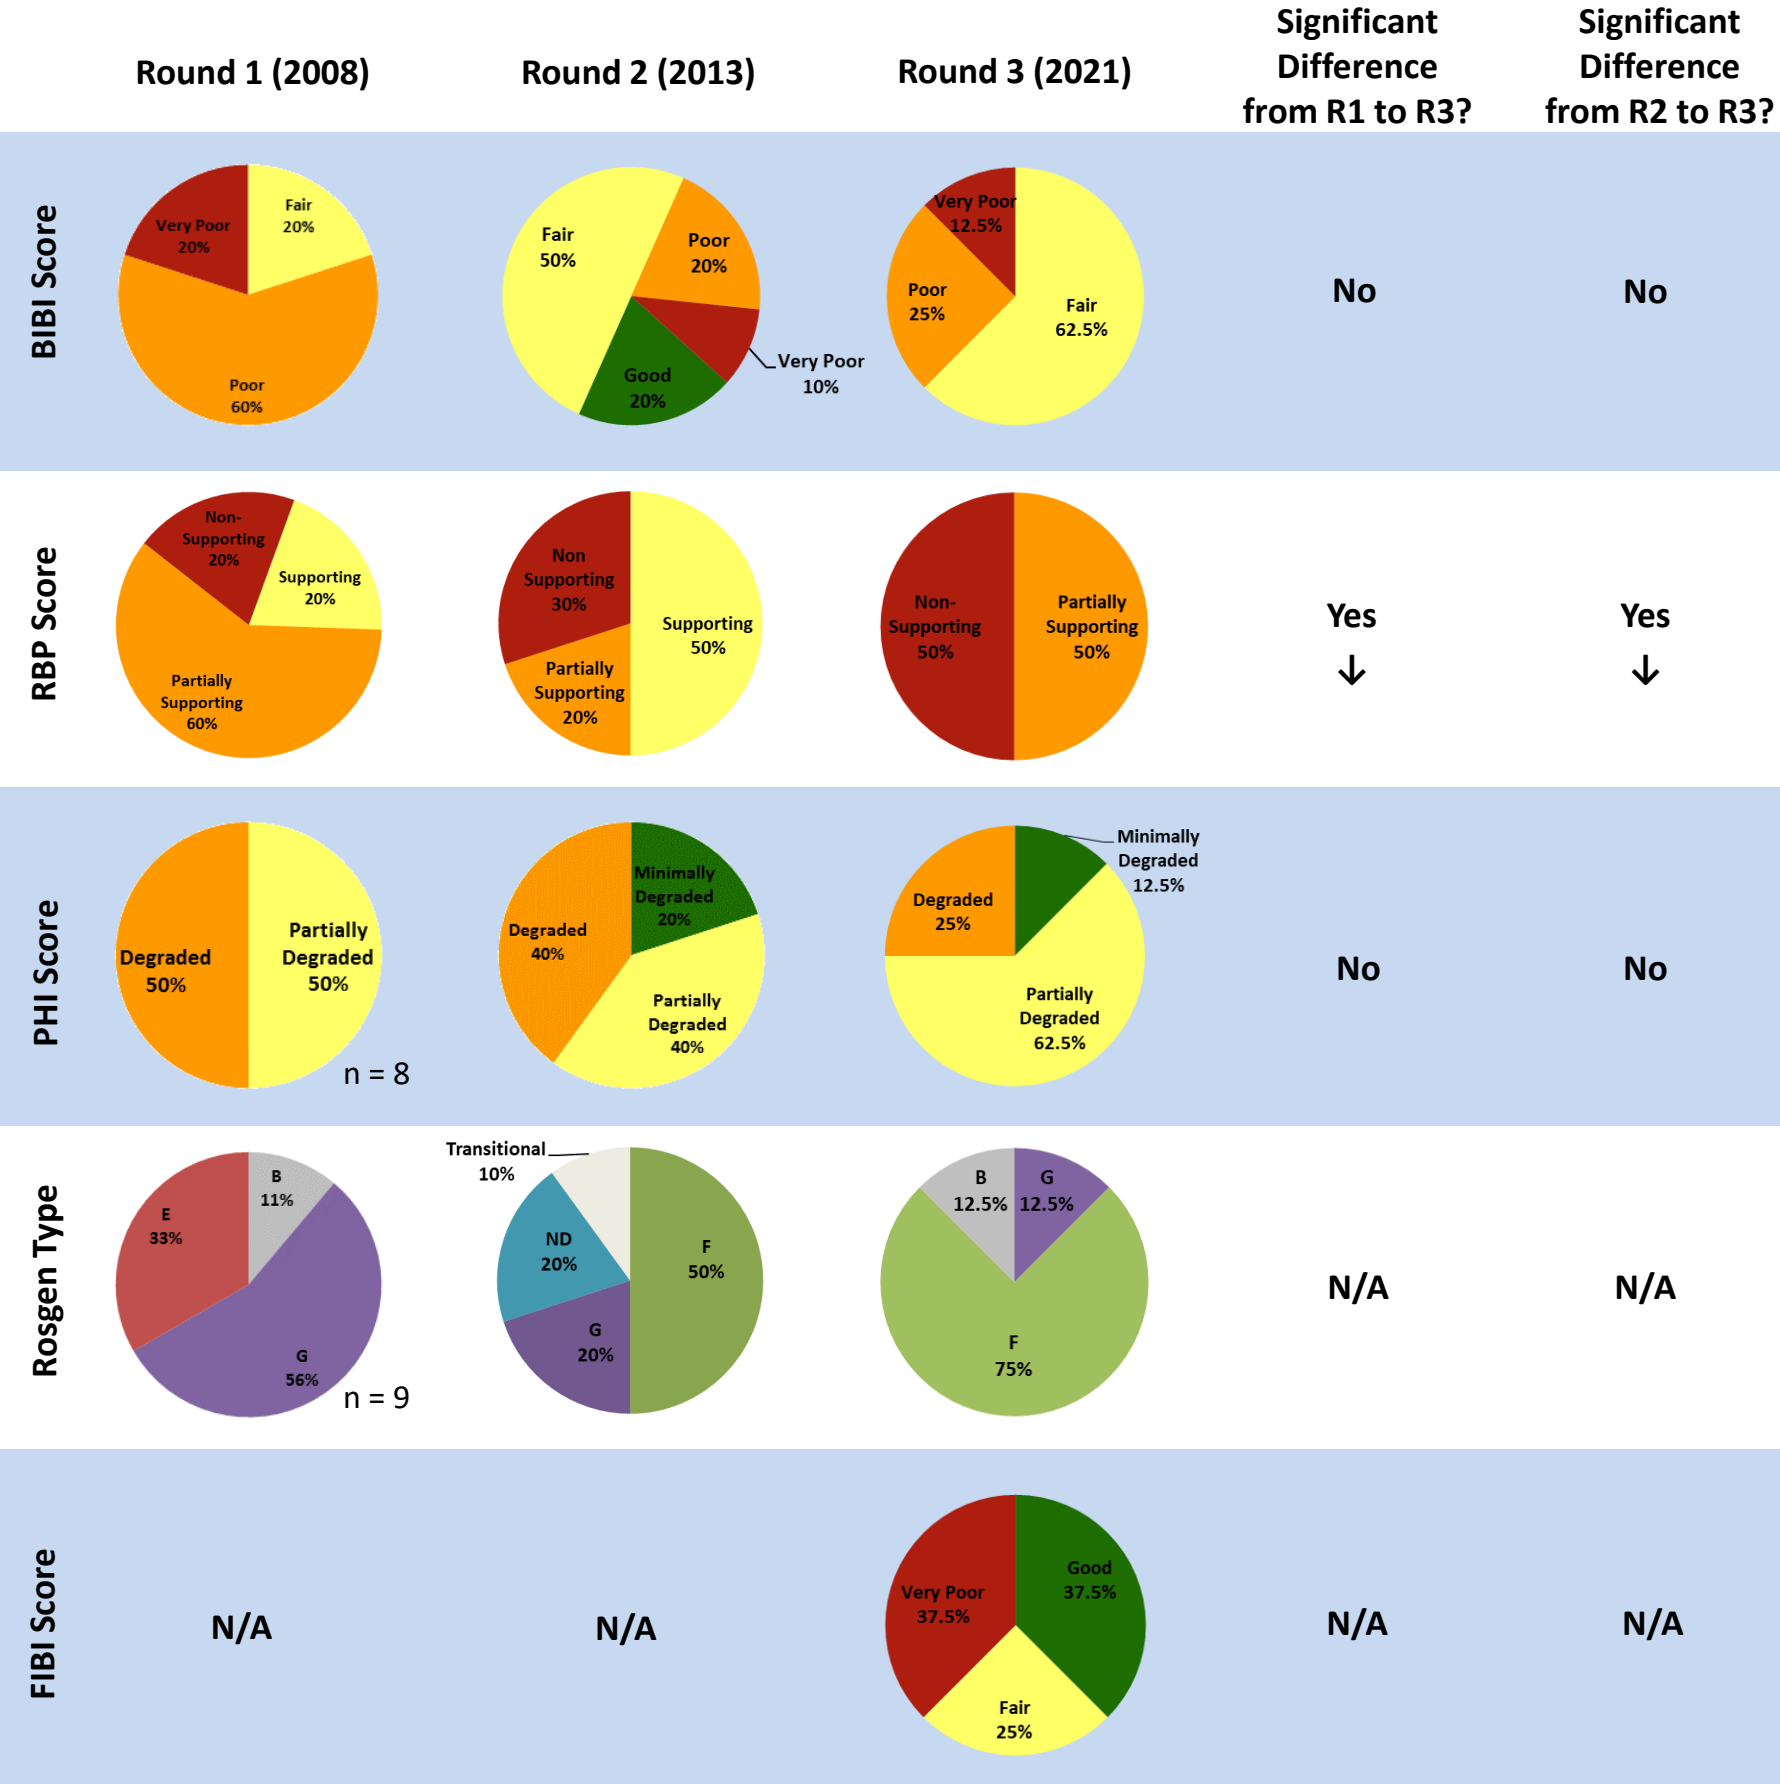 Round 1 (2008)
Round 2 (2013)
Round 3 (2021)
Significant
Difference
from R1 to R3?
Significant
Difference
from R2 to R3?
BIBI Score
Very Poor
20%
Fair
20%
Poor
60%
Fair
50%
Poor
20%
Very Poor
10%
Good
20%
Very Poor
12.5%
Poor
25%
Fair
62.5%
No
No
RBP Score
Non-
Supporting
20%
Supporting
20%
Partially
Supporting
60%
Non
Supporting
30%
Supporting
50%
Partially
Supporting
20%
Non-
Supporting
50%
Partially
Supporting
50%
Yes
↓
Yes
↓
PHI Score
Degraded
50%
Partially
Degraded
50%
n = 8
Degraded
40%
Minimally
Degraded
20%
Partially
Degraded
40%
Degraded
25%
Minimally
Degraded
12.5%
Partially
Degraded
62.5%
No
No
Rosgen Type
E
33%
B
11%
G
56%
n = 9
Transitional
10%
ND
20%
F
50%
G
20%
B
12.5%
G
12.5%
F
75%
N/A
N/A
FIBI Score
N/A
N/A
Very Poor
37.5%
Good
37.5%
Fair
25%
N/A
N/A